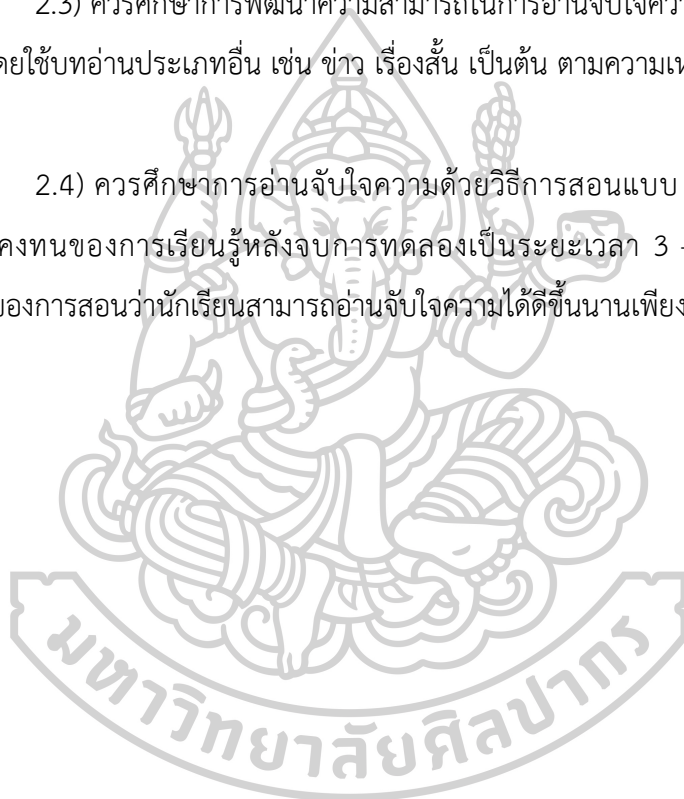 2.3) ควรศึกษาการพัฒนาความสามารถในการอ่านจับใจควา
โดยใช้บทอ่านประเภทอื่น เช่น ข่าว เรื่องสั้น เป็นต้น ตามความเห
2.4) ควรศึกษาการอ่านจับใจความด้วยวิธีการสอนแบบ
คงทนของการเรียนรู้หลังจบการทดลองเป็นระยะเวลา 3 -
ของการสอนว่านักเรียนสามารถอ่านจับใจความได้ดีขึ้นนานเพียง
มหาวิทยาลัยศิลปากร